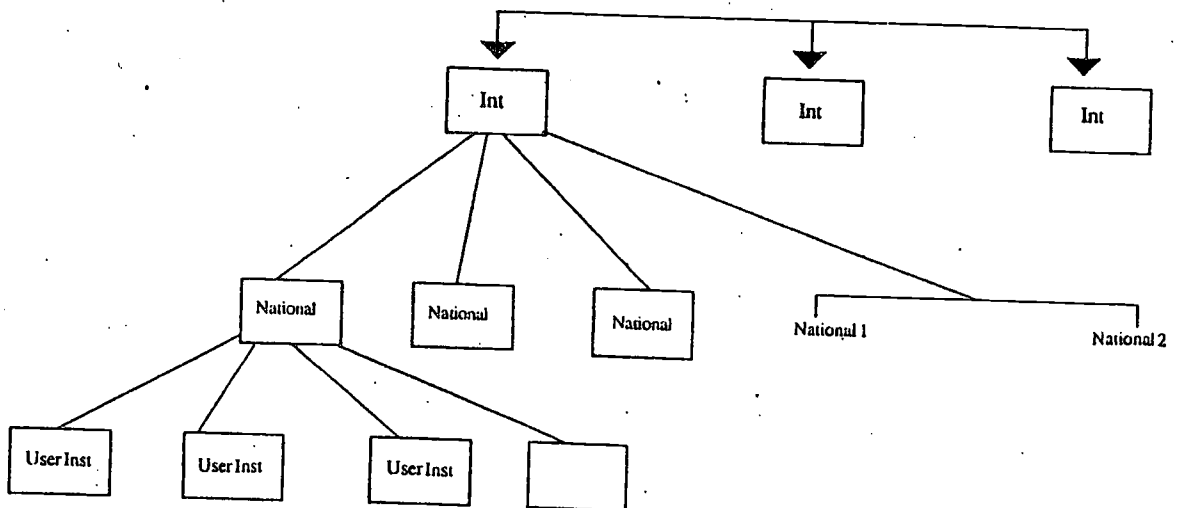 Int
Int
Int
National
National
National
National 1
National 2
User Inst
User Inst
User Inst